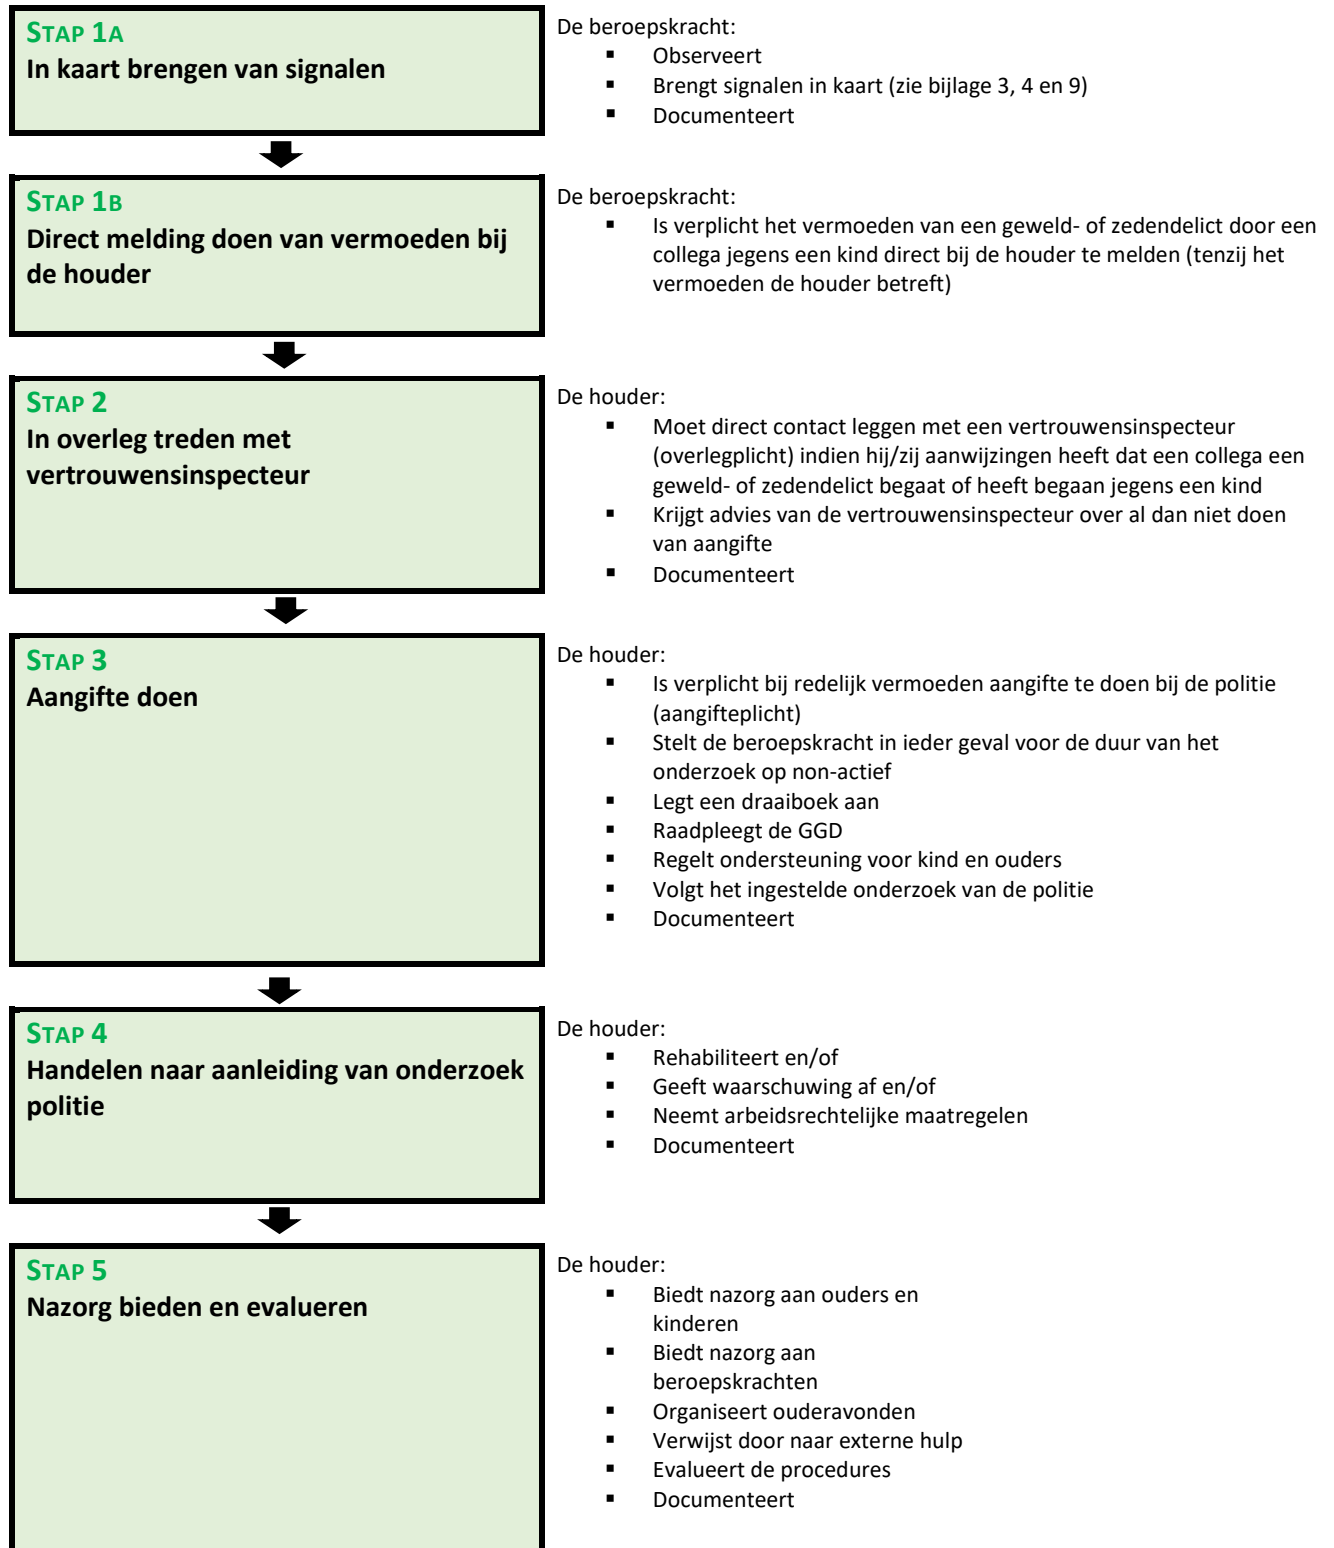 STAP 1A
In kaart brengen van signalen
De beroepskracht:
▪ Observeert
▪ Brengt signalen in kaart (zie bijlage 3, 4 en 9)
▪ Documenteert
STAP 1B
Direct melding doen van vermoeden bij
de houder
De beroepskracht:
▪ Is verplicht het vermoeden van een geweld- of zedendelict door een
collega jegens een kind direct bij de houder te melden (tenzij het
vermoeden de houder betreft)
STAP 2
In overleg treden met
vertrouwensinspecteur
De houder:
▪ Moet direct contact leggen met een vertrouwensinspecteur
(overlegplicht) indien hij/zij aanwijzingen heeft dat een collega een
geweld- of zedendelict begaat of heeft begaan jegens een kind
▪ Krijgt advies van de vertrouwensinspecteur over al dan niet doen
van aangifte
▪ Documenteert
STAP 3
Aangifte doen
De houder:
▪ Is verplicht bij redelijk vermoeden aangifte te doen bij de politie
(aangifteplicht)
▪ Stelt de beroepskracht in ieder geval voor de duur van het
onderzoek op non-actief
▪ Legt een draaiboek aan
▪ Raadpleegt de GGD
▪ Regelt ondersteuning voor kind en ouders
▪ Volgt het ingestelde onderzoek van de politie
▪ Documenteert
STAP 4
Handelen naar aanleiding van onderzoek
politie
De houder:
▪ Rehabiliteert en/of
▪ Geeft waarschuwing af en/of
▪ Neemt arbeidsrechtelijke maatregelen
▪ Documenteert
STAP 5
Nazorg bieden en evalueren
De houder:
▪ Biedt nazorg aan ouders en
kinderen
▪ Biedt nazorg aan
beroepskrachten
▪ Organiseert ouderavonden
▪ Verwijst door naar externe hulp
▪ Evalueert de procedures
▪ Documenteert